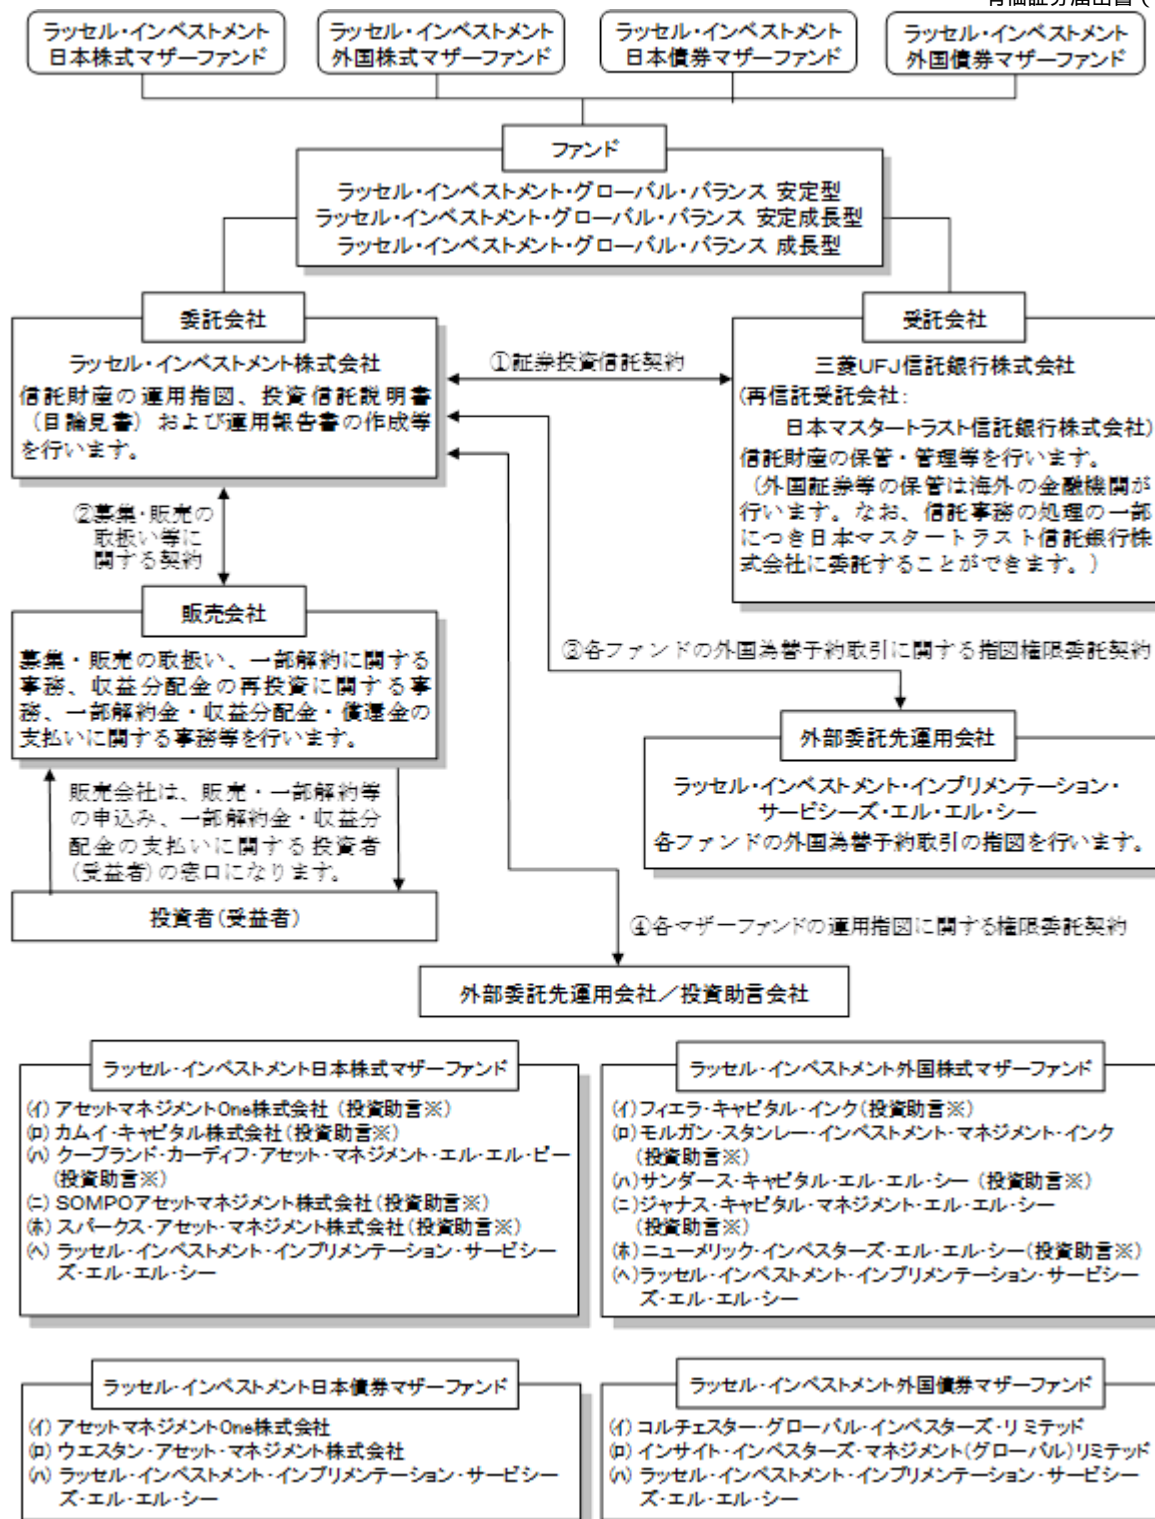 ラッセル・インベストメント
日本株式マザーファンド
ラッセル・インベストメント
外国株式マザーファンド
ラッセル・インベストメント
日本債券マザーファンド
ラッセル・インベストメント
外国債券マザーファンド
ファンド
ラッセル・インベストメント・グローバル・バランス 安定型
ラッセル・インベストメント・グローバル・バランス 安定成長型
ラッセル・インベストメント・グローバル・バランス 成長型
委託会社
ラッセル・インベストメント株式会社
信託財産の運用指図、投資信託説明書
（目論見書）および運用報告書の作成等
を行います。
①証券投資信託契約
受託会社
三菱UFJ信託銀行株式会社
(再信託受託会社:
日本マスタートラスト信託銀行株式会社)
信託財産の保管・管理等を行います。
（外国証券等の保管は海外の金融機関が
行います。なお、信託事務の処理の一部
につき日本マスタートラスト信託銀行株
式会社に委託することができます。）
②募集・販売の
取扱い等に
関する契約
販売会社
募集・販売の取扱い、一部解約に関する
事務、収益分配金の再投資に関する事
務、一部解約金・収益分配金・償還金の
支払いに関する事務等を行います。
③各ファンドの外国為替予約取引に関する指図権限委託契約
外部委託先運用会社
ラッセル・インベストメント・インプリメンテーション・
サービシーズ・エル・エル・シー
各ファンドの外国為替予約取引の指図を行います。
販売会社は、販売・一部解約等
の申込み、一部解約金・収益分
配金の支払いに関する投資者
(受益者)の窓口になります。
投資者(受益者)
④各マザーファンドの運用指図に関する権限委託契約
外部委託先運用会社／投資助言会社
ラッセル・インベストメント日本株式マザーファンド
(イ) アセットマネジメントOne株式会社 (投資助言※)
(ロ) カムイ・キャピタル株式会社(投資助言※)
(ハ) ケープランド・カーディフ・アセット・マネジメント・エル・エル・ピー
(投資助言※)
(ニ) SOMPOアセットマネジメント株式会社(投資助言※)
(ホ) スパークス・アセット・マネジメント株式会社(投資助言※)
(ヘ) ラッセル・インベストメント・インプリメンテーション・サービシー
ズ・エル・エル・シー
ラッセル・インベストメント外国株式マザーファンド
(イ)フィエラ・キャピタル・インク(投資助言※)
(ロ)モルガン・スタンレー・インベストメント・マネジメント・インク
(投資助言※)
(ハ)サンダース・キャピタル・エル・エル・シー (投資助言※)
(ニ)ジャナス・キャピタル・マネジメント・エル・エル・シー
(投資助言※)
(ホ)ニューメリック・インベスターズ・エル・エル・シー(投資助言※)
(ヘ)ラッセル・インベストメント・インプリメンテーション・サービシー
ズ・エル・エル・シー
ラッセル・インベストメント日本債券マザーファンド
(イ) アセットマネジメントOne株式会社
(ロ) ウエスタン・アセット・マネジメント株式会社
(ハ) ラッセル・インベストメント・インプリメンテーション・サービシー
ズ・エル・エル・シー
ラッセル・インベストメント外国債券マザーファンド
(イ) コルチェスター・グローバル・インベスターズ・リミテッド
(ロ) インサイト・インベスターズ・マネジメント(グローバル)リミテッド
(ハ) ラッセル・インベストメント・インプリメンテーション・サービシー
ズ・エル・エル・シー